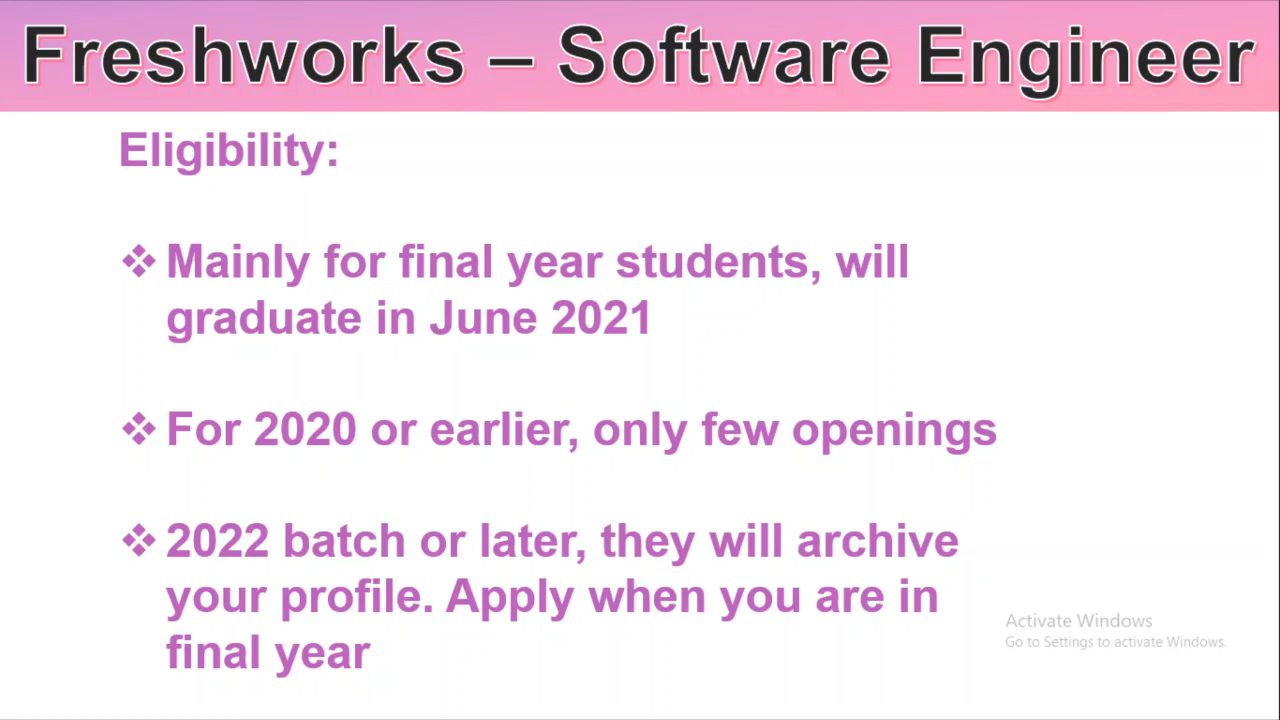 Freshworks – Software Engineer
Eligibility:
❖ Mainly for final year students, will
graduate in June 2021
❖ For 2020 or earlier, only few openings
❖ 2022 batch or later, they will archive
your profile. Apply when you are in
final year
Activate Windows
Go to Settings to activate Windows.